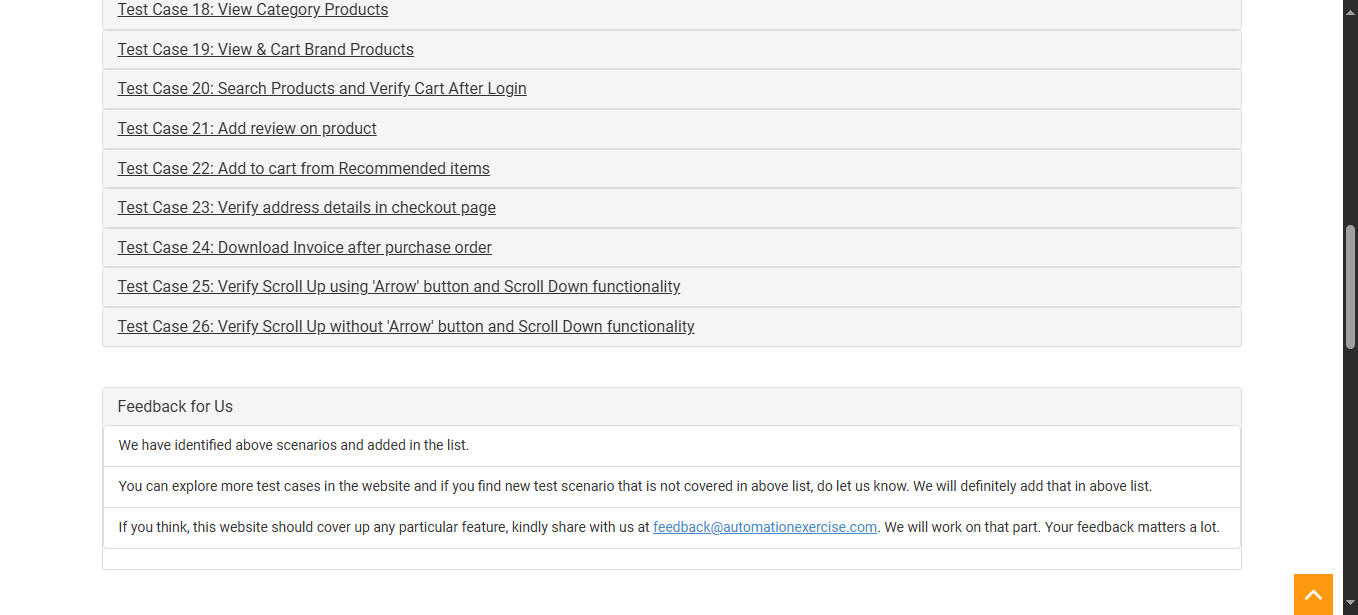 Test Case 18: View Category Products
Test Case 19: View & Cart Brand Products
Test Case 20: Search Products and Verify Cart After Login
Test Case 21: Add review on product
Test Case 22: Add to cart from Recommended items
Test Case 23: Verify address details in checkout page
Test Case 24: Download Invoice after purchase order
Test Case 25: Verify Scroll Up using 'Arrow' button and Scroll Down functionality
Test Case 26: Verify Scroll Up without 'Arrow' button and Scroll Down functionality
Feedback for Us
We have identified above scenarios and added in the list.
You can explore more test cases in the website and if you find new test scenario that is not covered in above list, do let us know. We will definitely add that in above list.
If you think, this website should cover up any particular feature, kindly share with us at feedback@automationexercise.com. We will work on that part. Your feedback matters a lot.